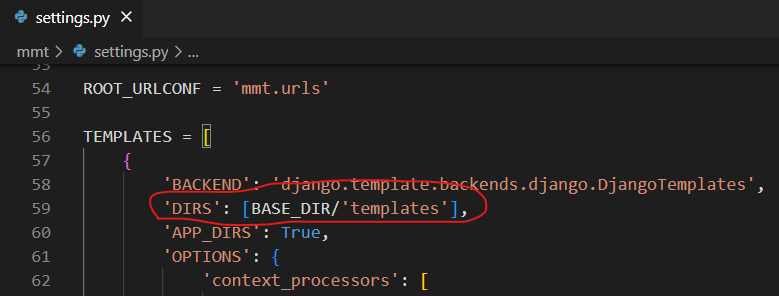 settings.py
mmt > settings.py > ...
53
54 ROOT_URLCONF = 'mmt.urls'
55
56 TEMPLATES = [
57 {
58 'BACKEND': 'django.template.backends.django.DjangoTemplates',
59 'DIRS': [BASE_DIR/'templates'],
60 'APP_DIRS': True,
61 'OPTIONS': {
62 'context_processors': [